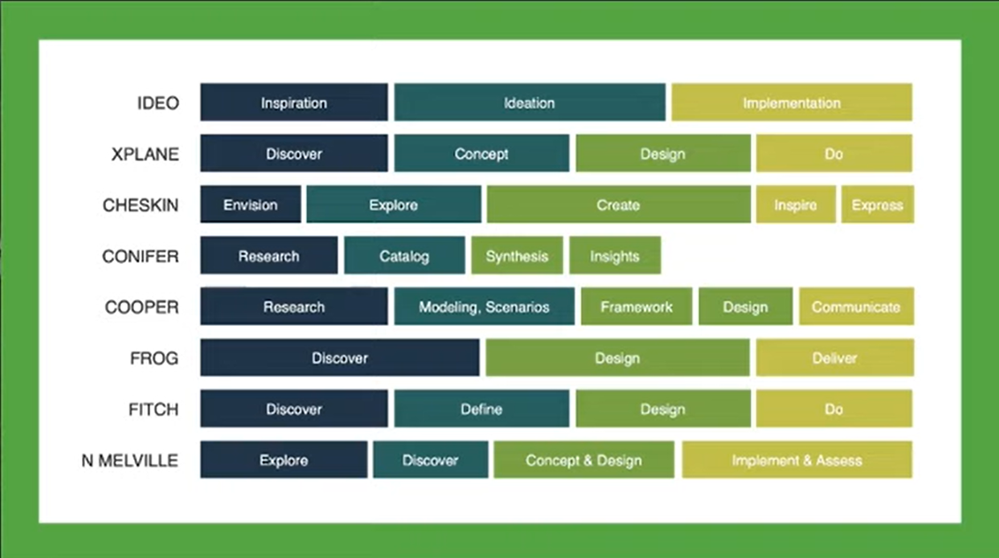 IDEO Inspiration Ideation Implementation
XPLANE Discover Concept Design Do
CHESKIN Envision Explore Create Inspire Express
CONIFER Research Catalog Synthesis Insights
COOPER Research Modeling, Scenarios Framework Design Communicate
FROG Discover Design Deliver
FITCH Discover Define Design Do
N MELVILLE Explore Discover Concept & Design Implement & Assess